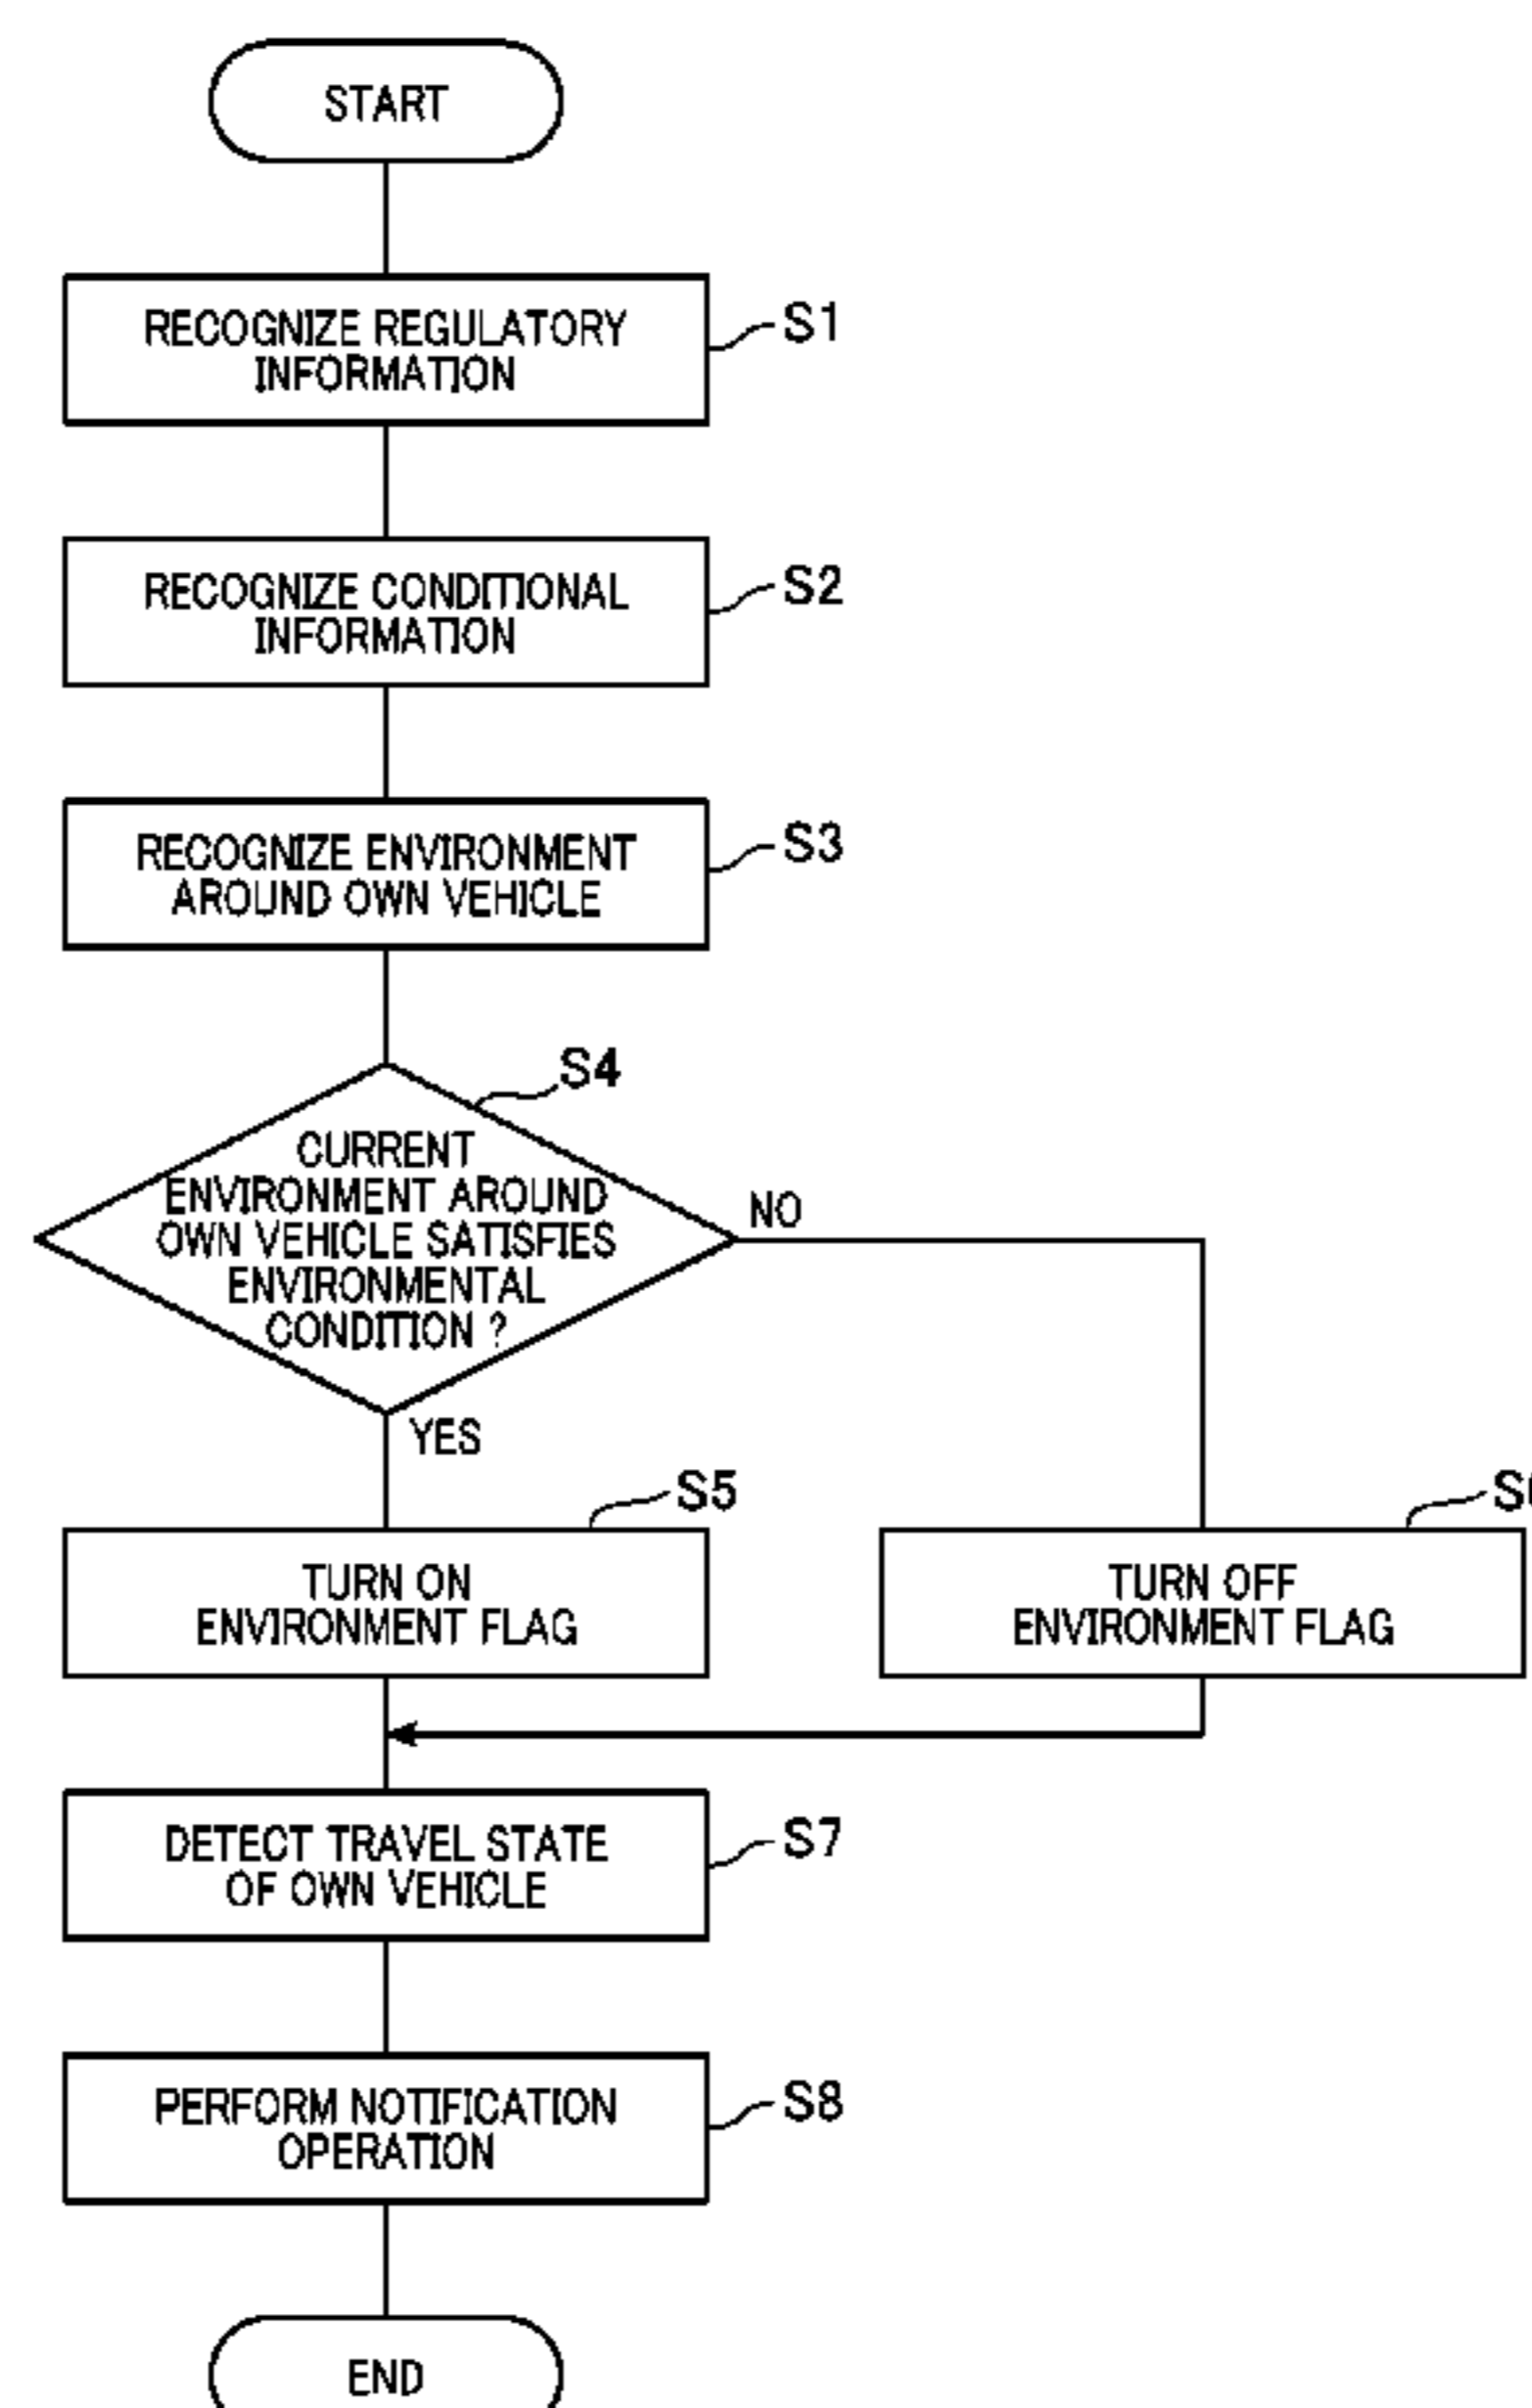 START
RECOGNIZE REGULATORY
INFORMATION
S1
RECOGNIZE CONDITIONAL
INFORMATION
S2
RECOGNIZE ENVIRONMENT
AROUND OWN VEHICLE
S3
S4
CURRENT
ENVIRONMENT AROUND
OWN VEHICLE SATISFIES
ENVIRONMENTAL
CONDITION ?
NO
YES
S5
TURN ON
ENVIRONMENT FLAG
TURN OFF
ENVIRONMENT FLAG
DETECT TRAVEL STATE
OF OWN VEHICLE
S7
PERFORM NOTIFICATION
OPERATION
S8
END